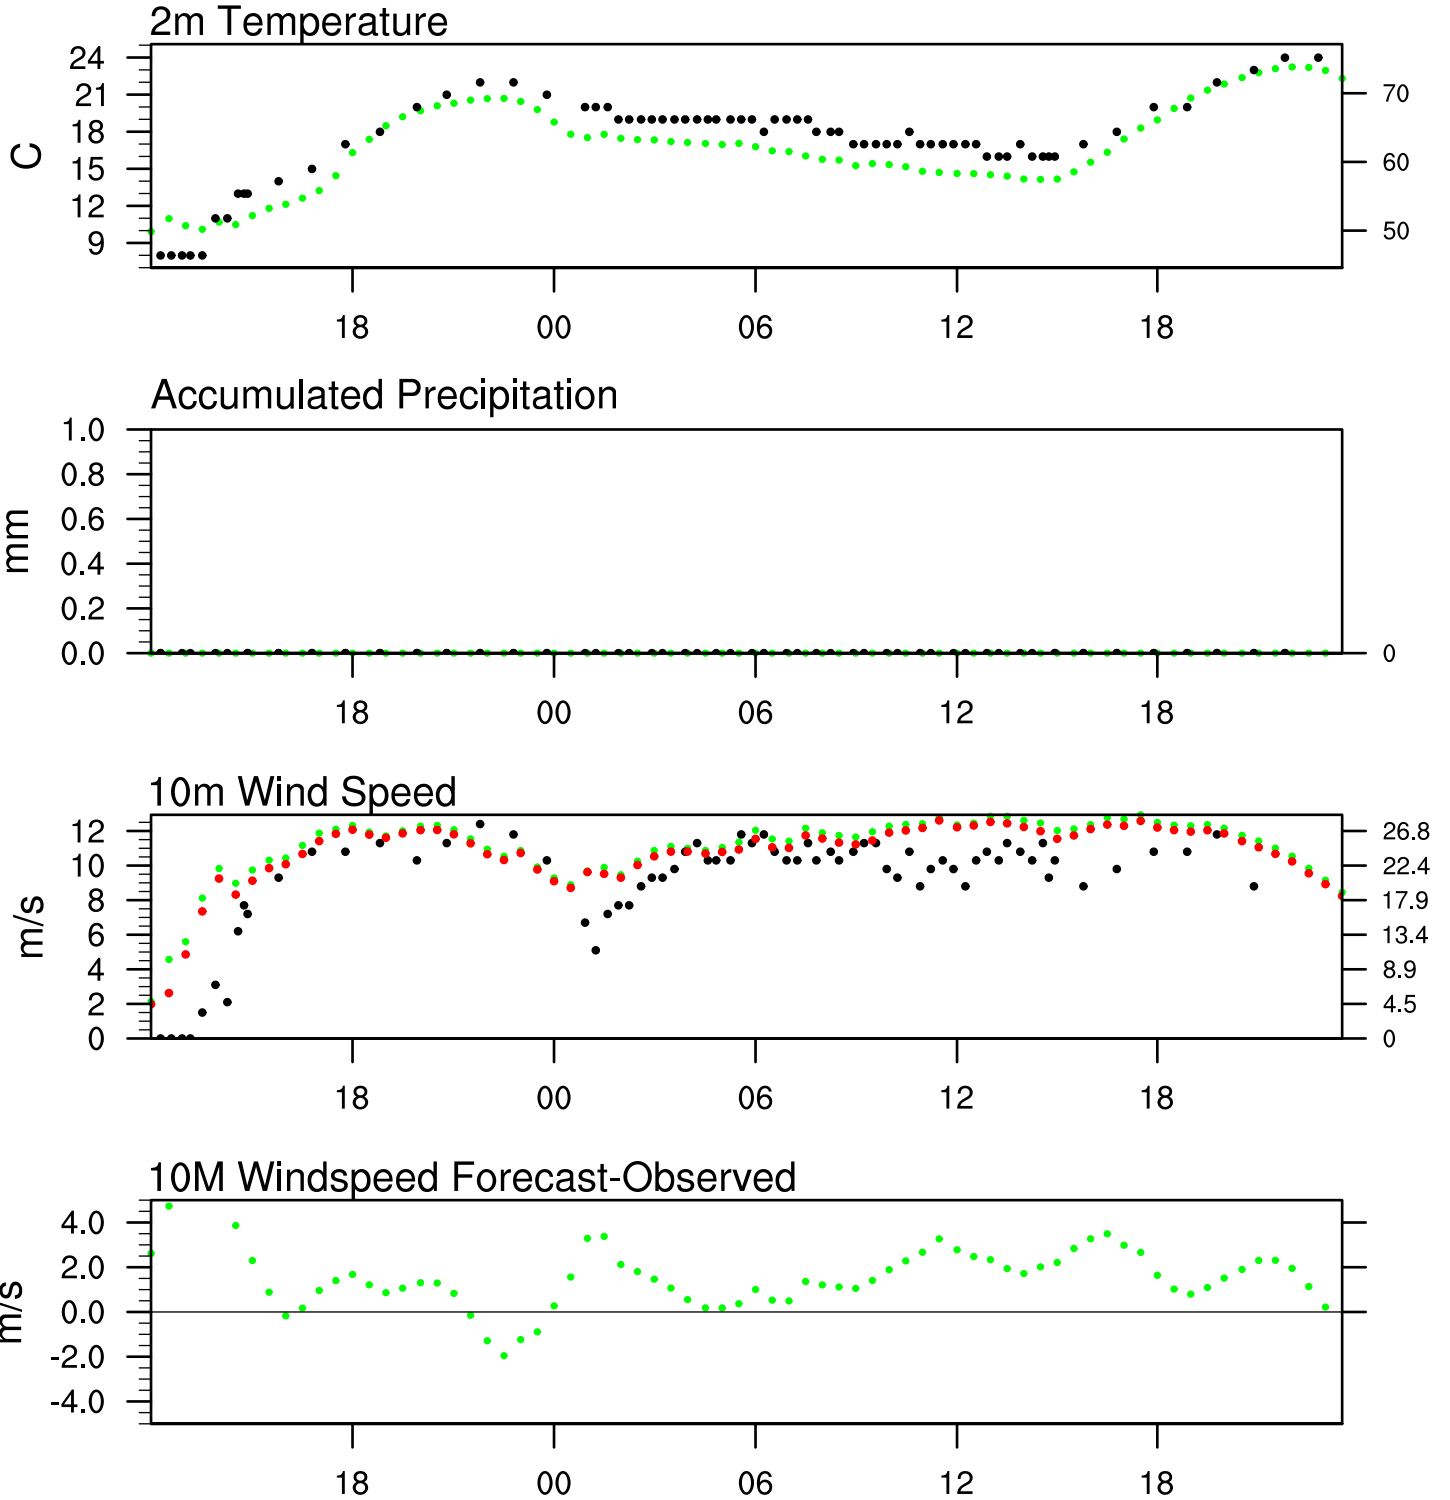 2m Temperature
24
21
18
15
12
9
C
70
60
50
18 00 06 12 18
Accumulated Precipitation
1.0
0.8
0.6
0.4
0.2
0.0
mm
0
18 00 06 12 18
10m Wind Speed
12
10
8
6
4
2
0
m/s
26.8
22.4
17.9
13.4
8.9
4.5
0
18 00 06 12 18
10M Windspeed Forecast-Observed
4.0
2.0
0.0
-2.0
-4.0
m/s
18 00 06 12 18